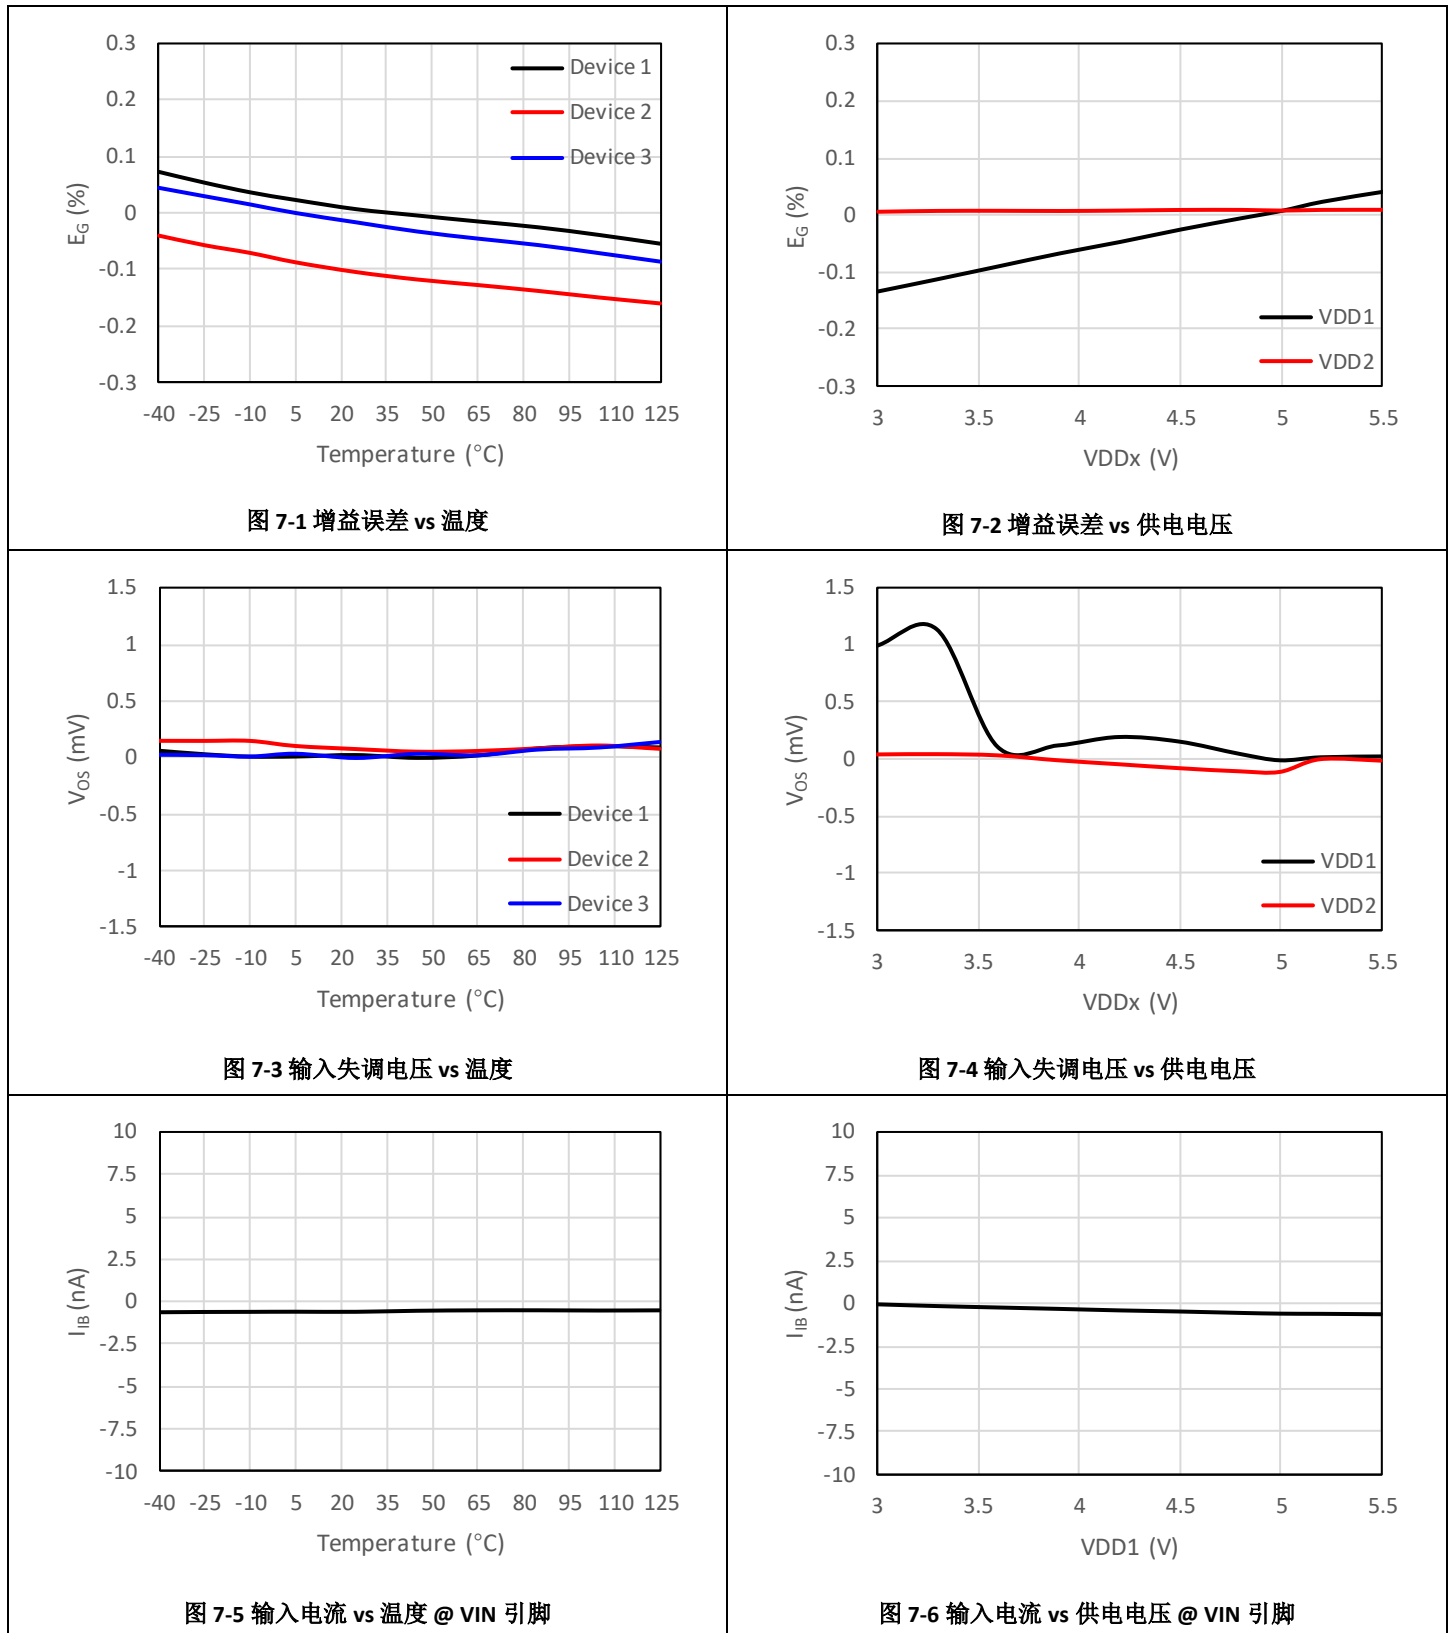 0.3
0.2
0.1
0
-0.1
-0.2
-0.3
E_G (%)
Device 1
Device 2
Device 3
-40 -25 -10 5 20 35 50 65 80 95 110 125
Temperature (°C)
图 7-1 增益误差 vs 温度
0.3
0.2
0.1
0
-0.1
-0.2
-0.3
E_G (%)
VDD1
VDD2
3 3.5 4 4.5 5 5.5
VDDx (V)
图 7-2 增益误差 vs 供电电压
1.5
1
0.5
0
-0.5
-1
-1.5
V_OS (mV)
Device 1
Device 2
Device 3
-40 -25 -10 5 20 35 50 65 80 95 110 125
Temperature (°C)
图 7-3 输入失调电压 vs 温度
1.5
1
0.5
0
-0.5
-1
-1.5
V_OS (mV)
VDD1
VDD2
3 3.5 4 4.5 5 5.5
VDDx (V)
图 7-4 输入失调电压 vs 供电电压
10
7.5
5
2.5
0
-2.5
-5
-7.5
-10
I_IB (nA)
-40 -25 -10 5 20 35 50 65 80 95 110 125
Temperature (°C)
图 7-5 输入电流 vs 温度 @ VIN 引脚
10
7.5
5
2.5
0
-2.5
-5
-7.5
-10
I_IB (nA)
3 3.5 4 4.5 5 5.5
VDD1 (V)
图 7-6 输入电流 vs 供电电压 @ VIN 引脚